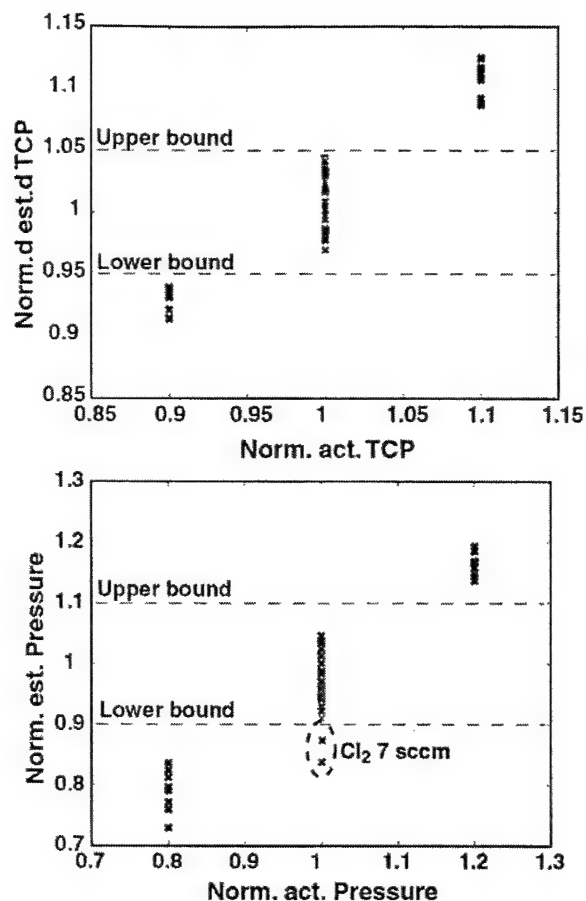 1.15
1.1
1.05
1
0.95
0.9
0.85
Norm.d est.d TCP
Upper bound
Lower bound
0.85 0.9 0.95 1 1.05 1.1 1.15
Norm. act. TCP
1.3
1.2
1.1
1
0.9
0.8
0.7
Norm. est. Pressure
Upper bound
Lower bound
Cl₂ 7 sccm
0.7 0.8 0.9 1 1.1 1.2 1.3
Norm. act. Pressure